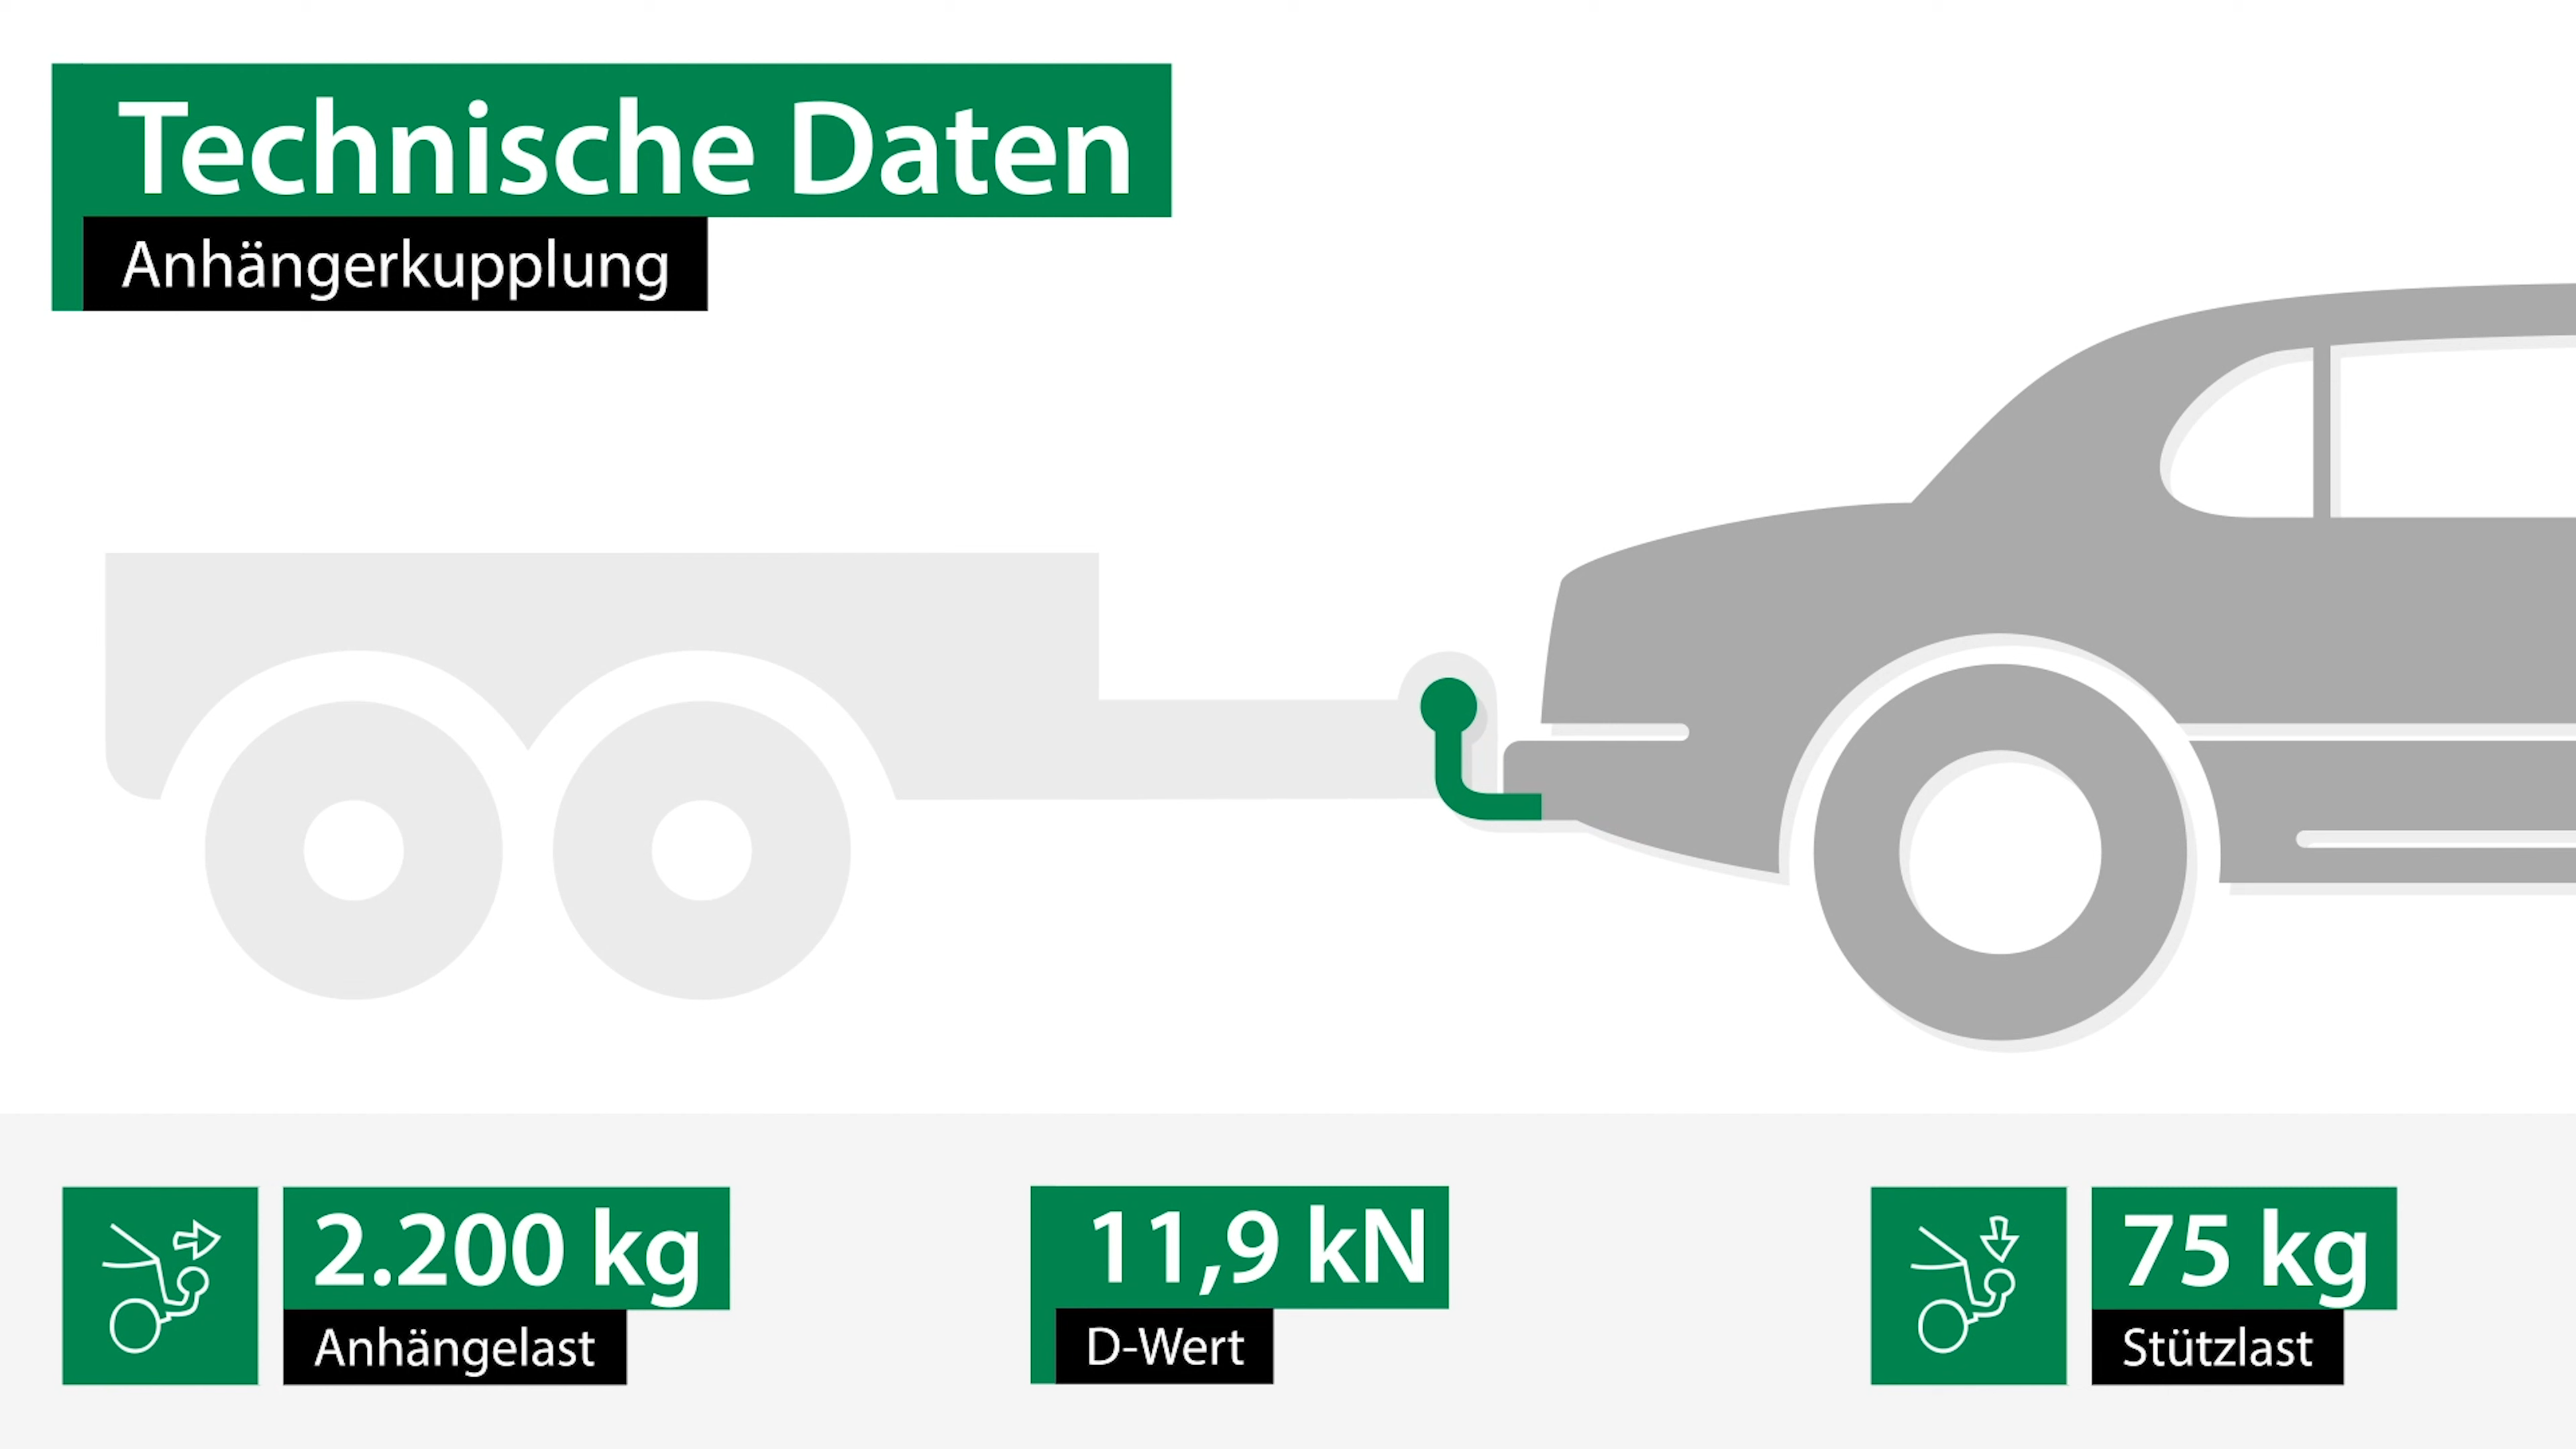 Technische Daten
Anhängerkupplung
2.200 kg
Anhängelast
11,9 kN
D-Wert
75 kg
Stützlast